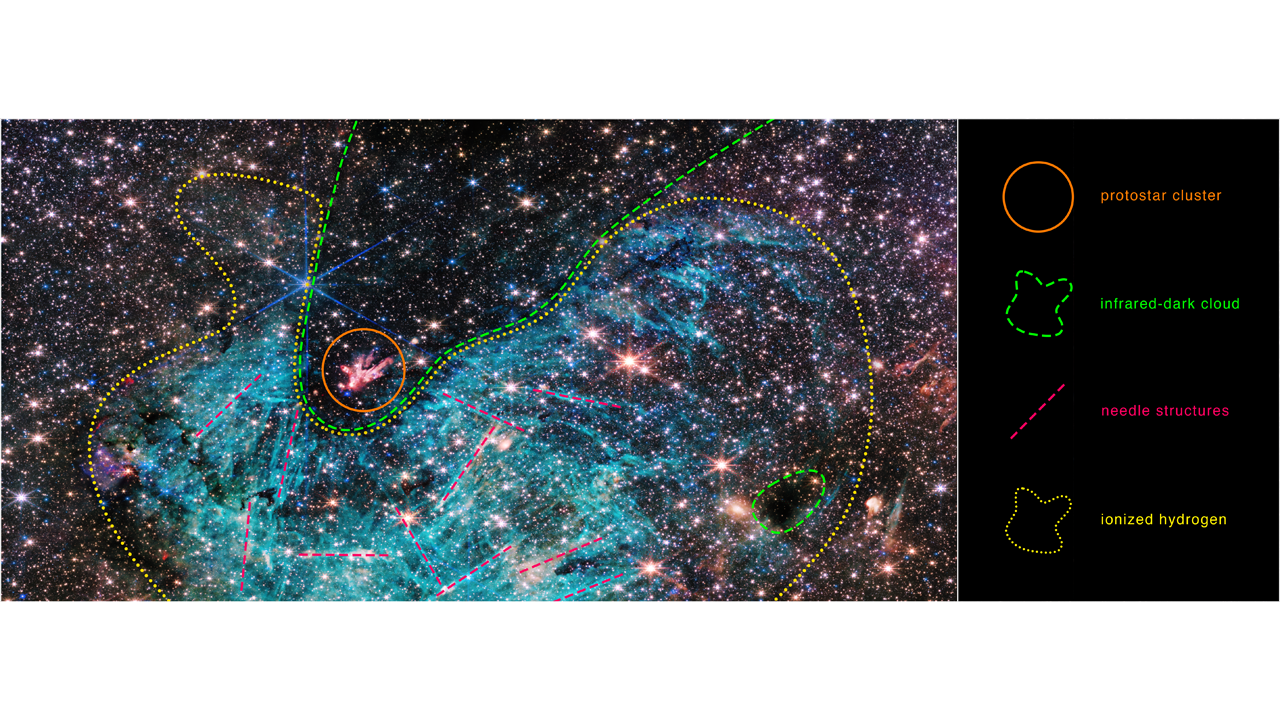 protostar cluster
infrared-dark cloud
needle structures
ionized hydrogen